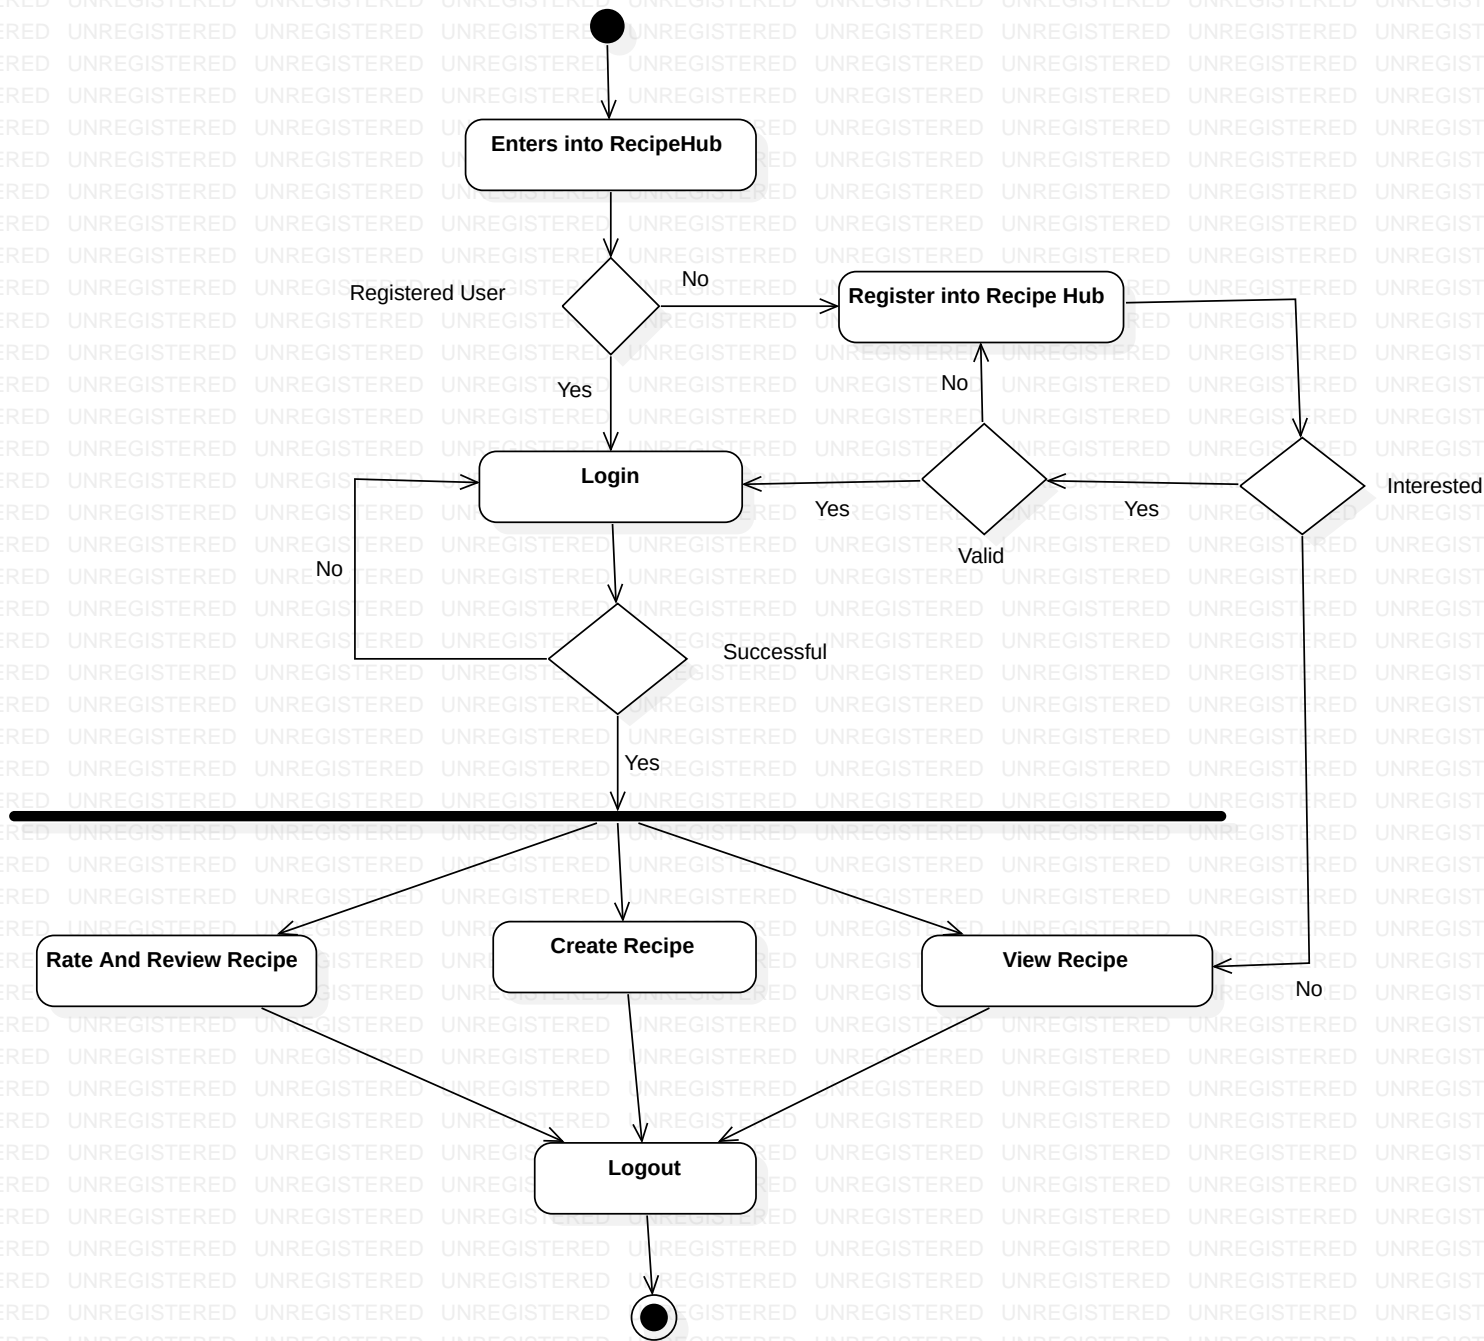 Enters into RecipeHub
Registered User
No
Register into Recipe Hub
Yes
No
Login
Yes
Valid
Yes
Interested
No
Successful
Yes
Rate And Review Recipe
Create Recipe
View Recipe
No
Logout
UNREGISTERED